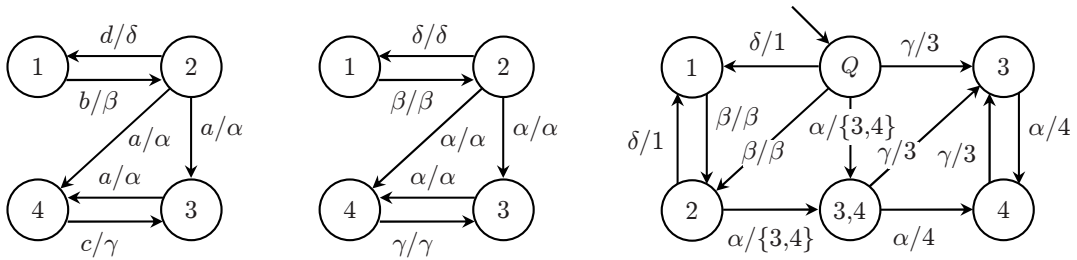 d/δ
1
2
b/β
a/α
a/α
a/α
4
3
c/γ
δ/δ
1
2
β/β
α/α
α/α
α/α
4
3
γ/γ
δ/1
γ/3
1
Q
3
β/β
α/{3,4}
α/4
δ/1
β/β
γ/3
γ/3
2
3,4
4
α/{3,4}
α/4